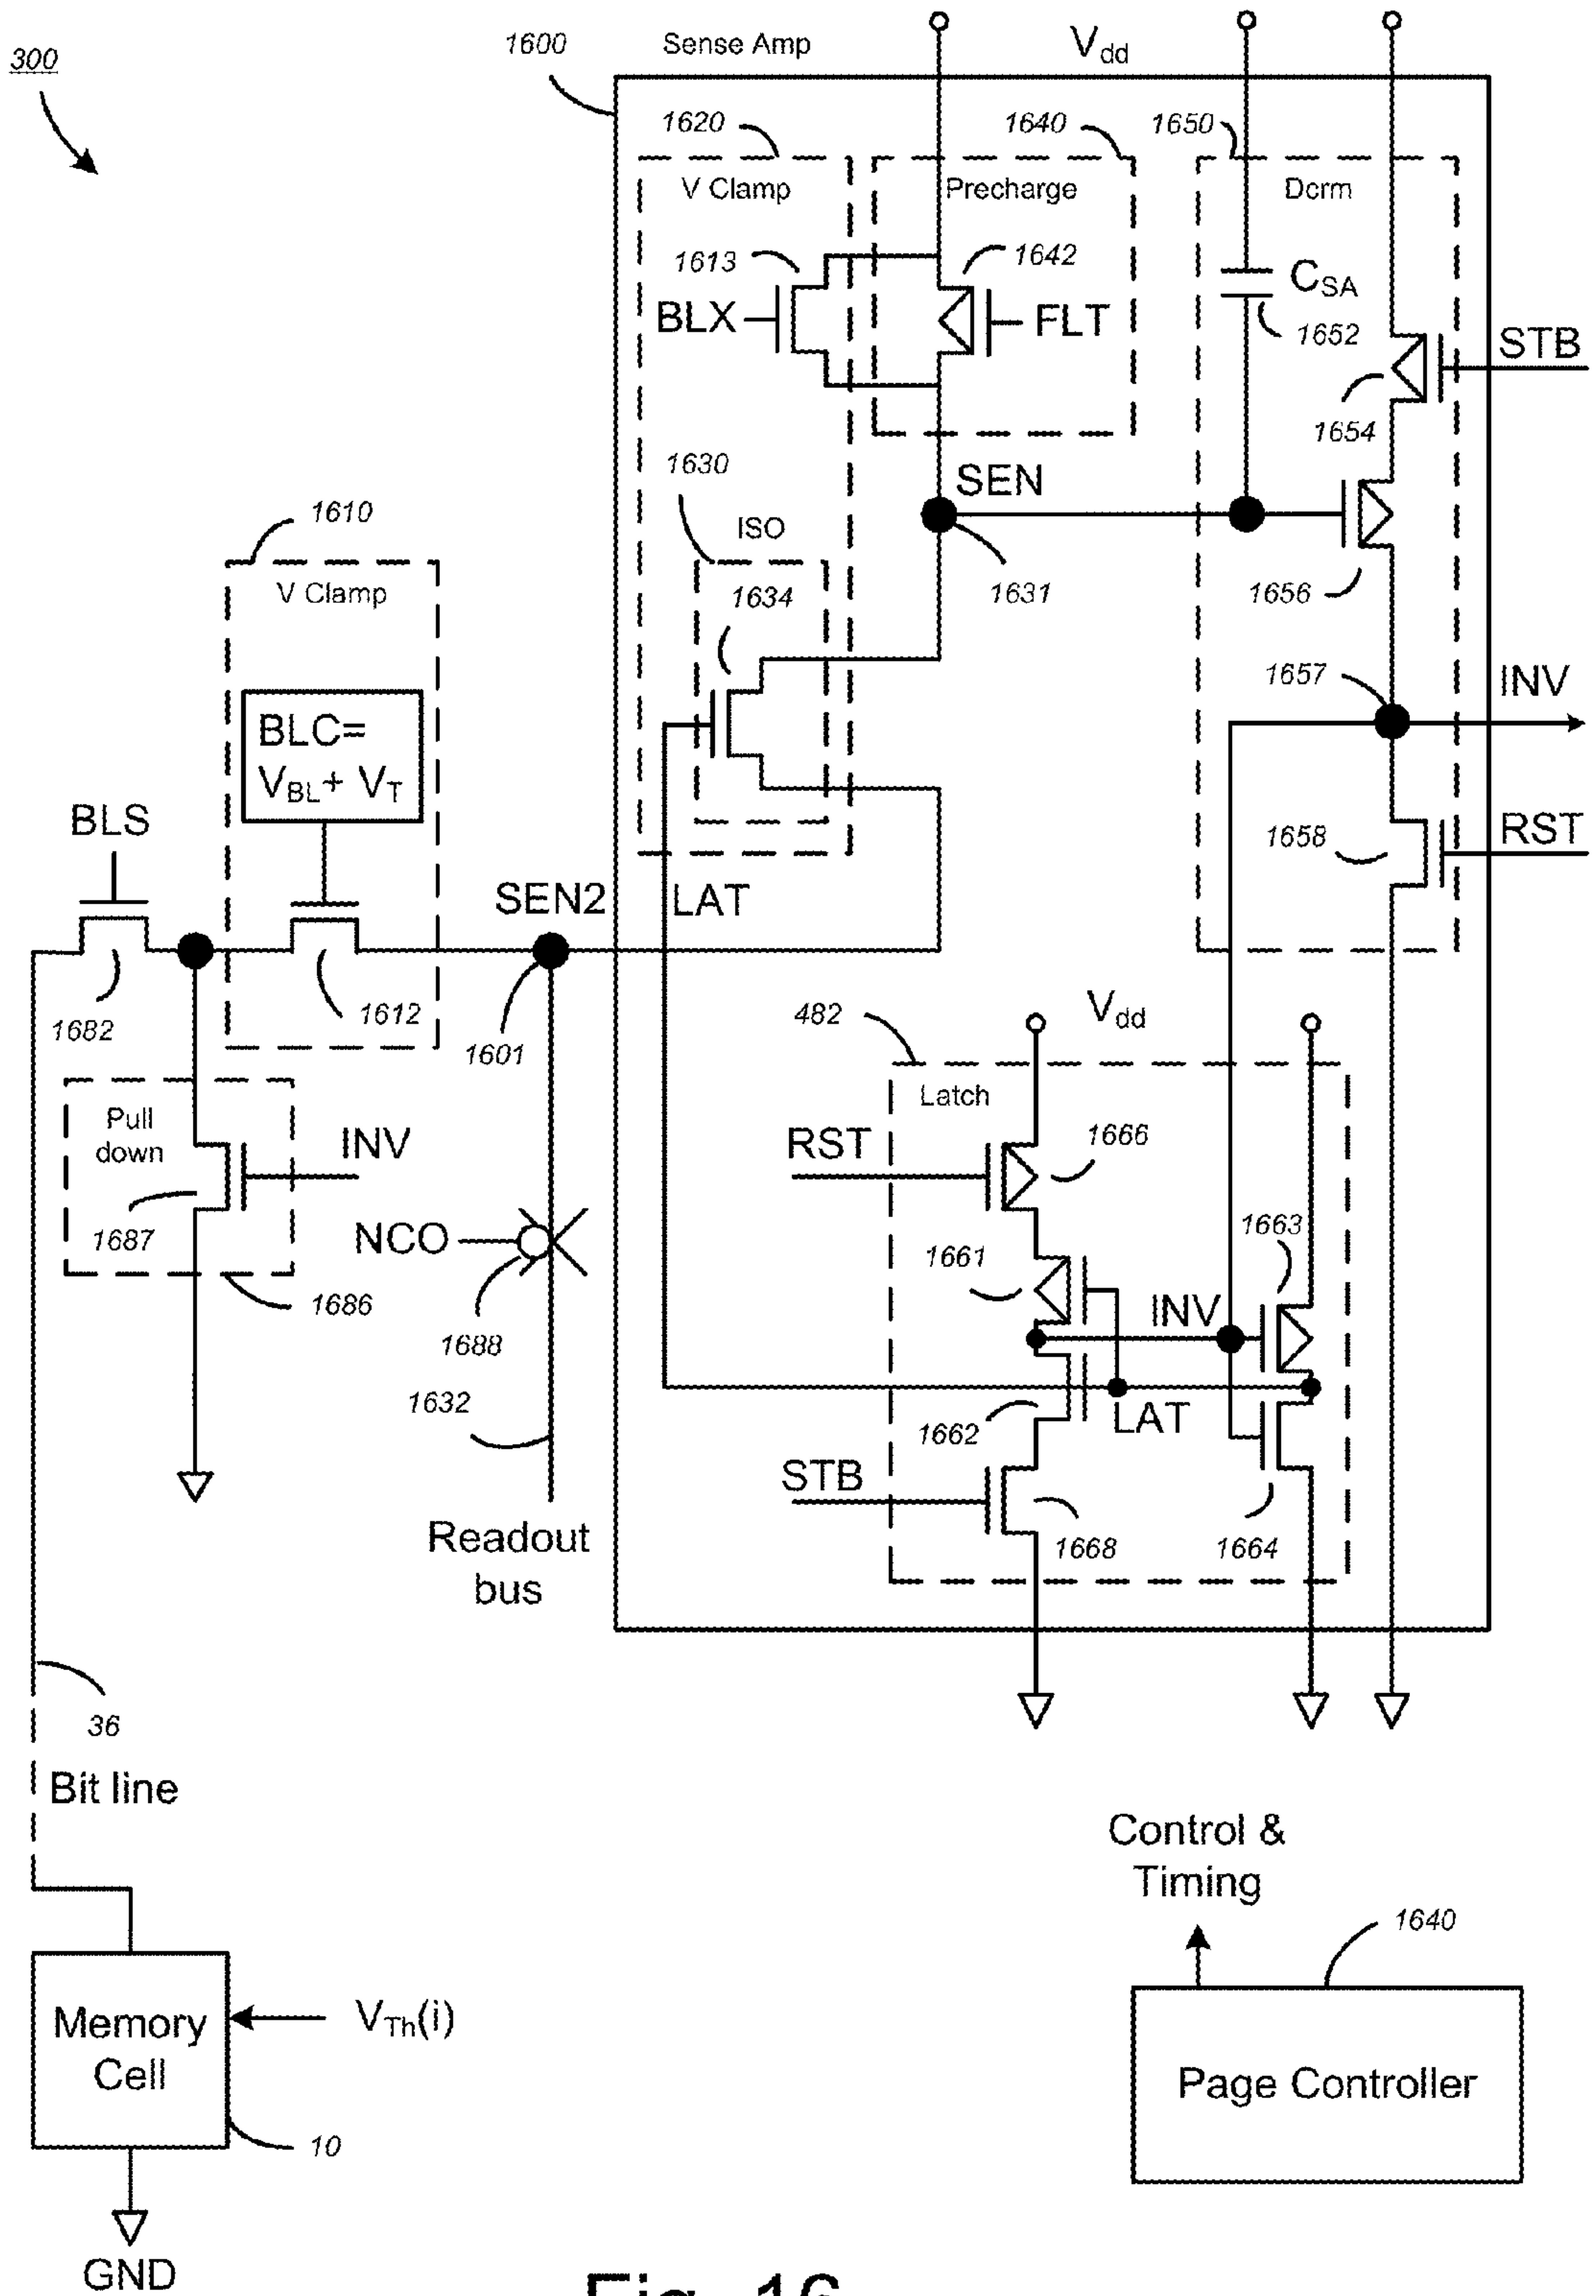 300
1600
Sense Amp
Vdd
1620
1640
1650
V Clamp
Precharge
Dcrm
1613
1642
BLX
FLT
CSA
1652
STB
1654
1630
SEN
1610
ISO
1631
1656
V Clamp
1634
1657
INV
BLC=
VBL+ VT
BLS
1658
RST
SEN2
LAT
1682
1612
1601
482
Vdd
Latch
Pull
down
INV
RST
1666
1687
NCO
1661
1663
1686
INV
1688
1632
1662
LAT
STB
1668
1664
Readout
bus
36
Bit line
Control &
Timing
1640
Memory
Cell
VTh(i)
Page Controller
10
GND
Fig. 16